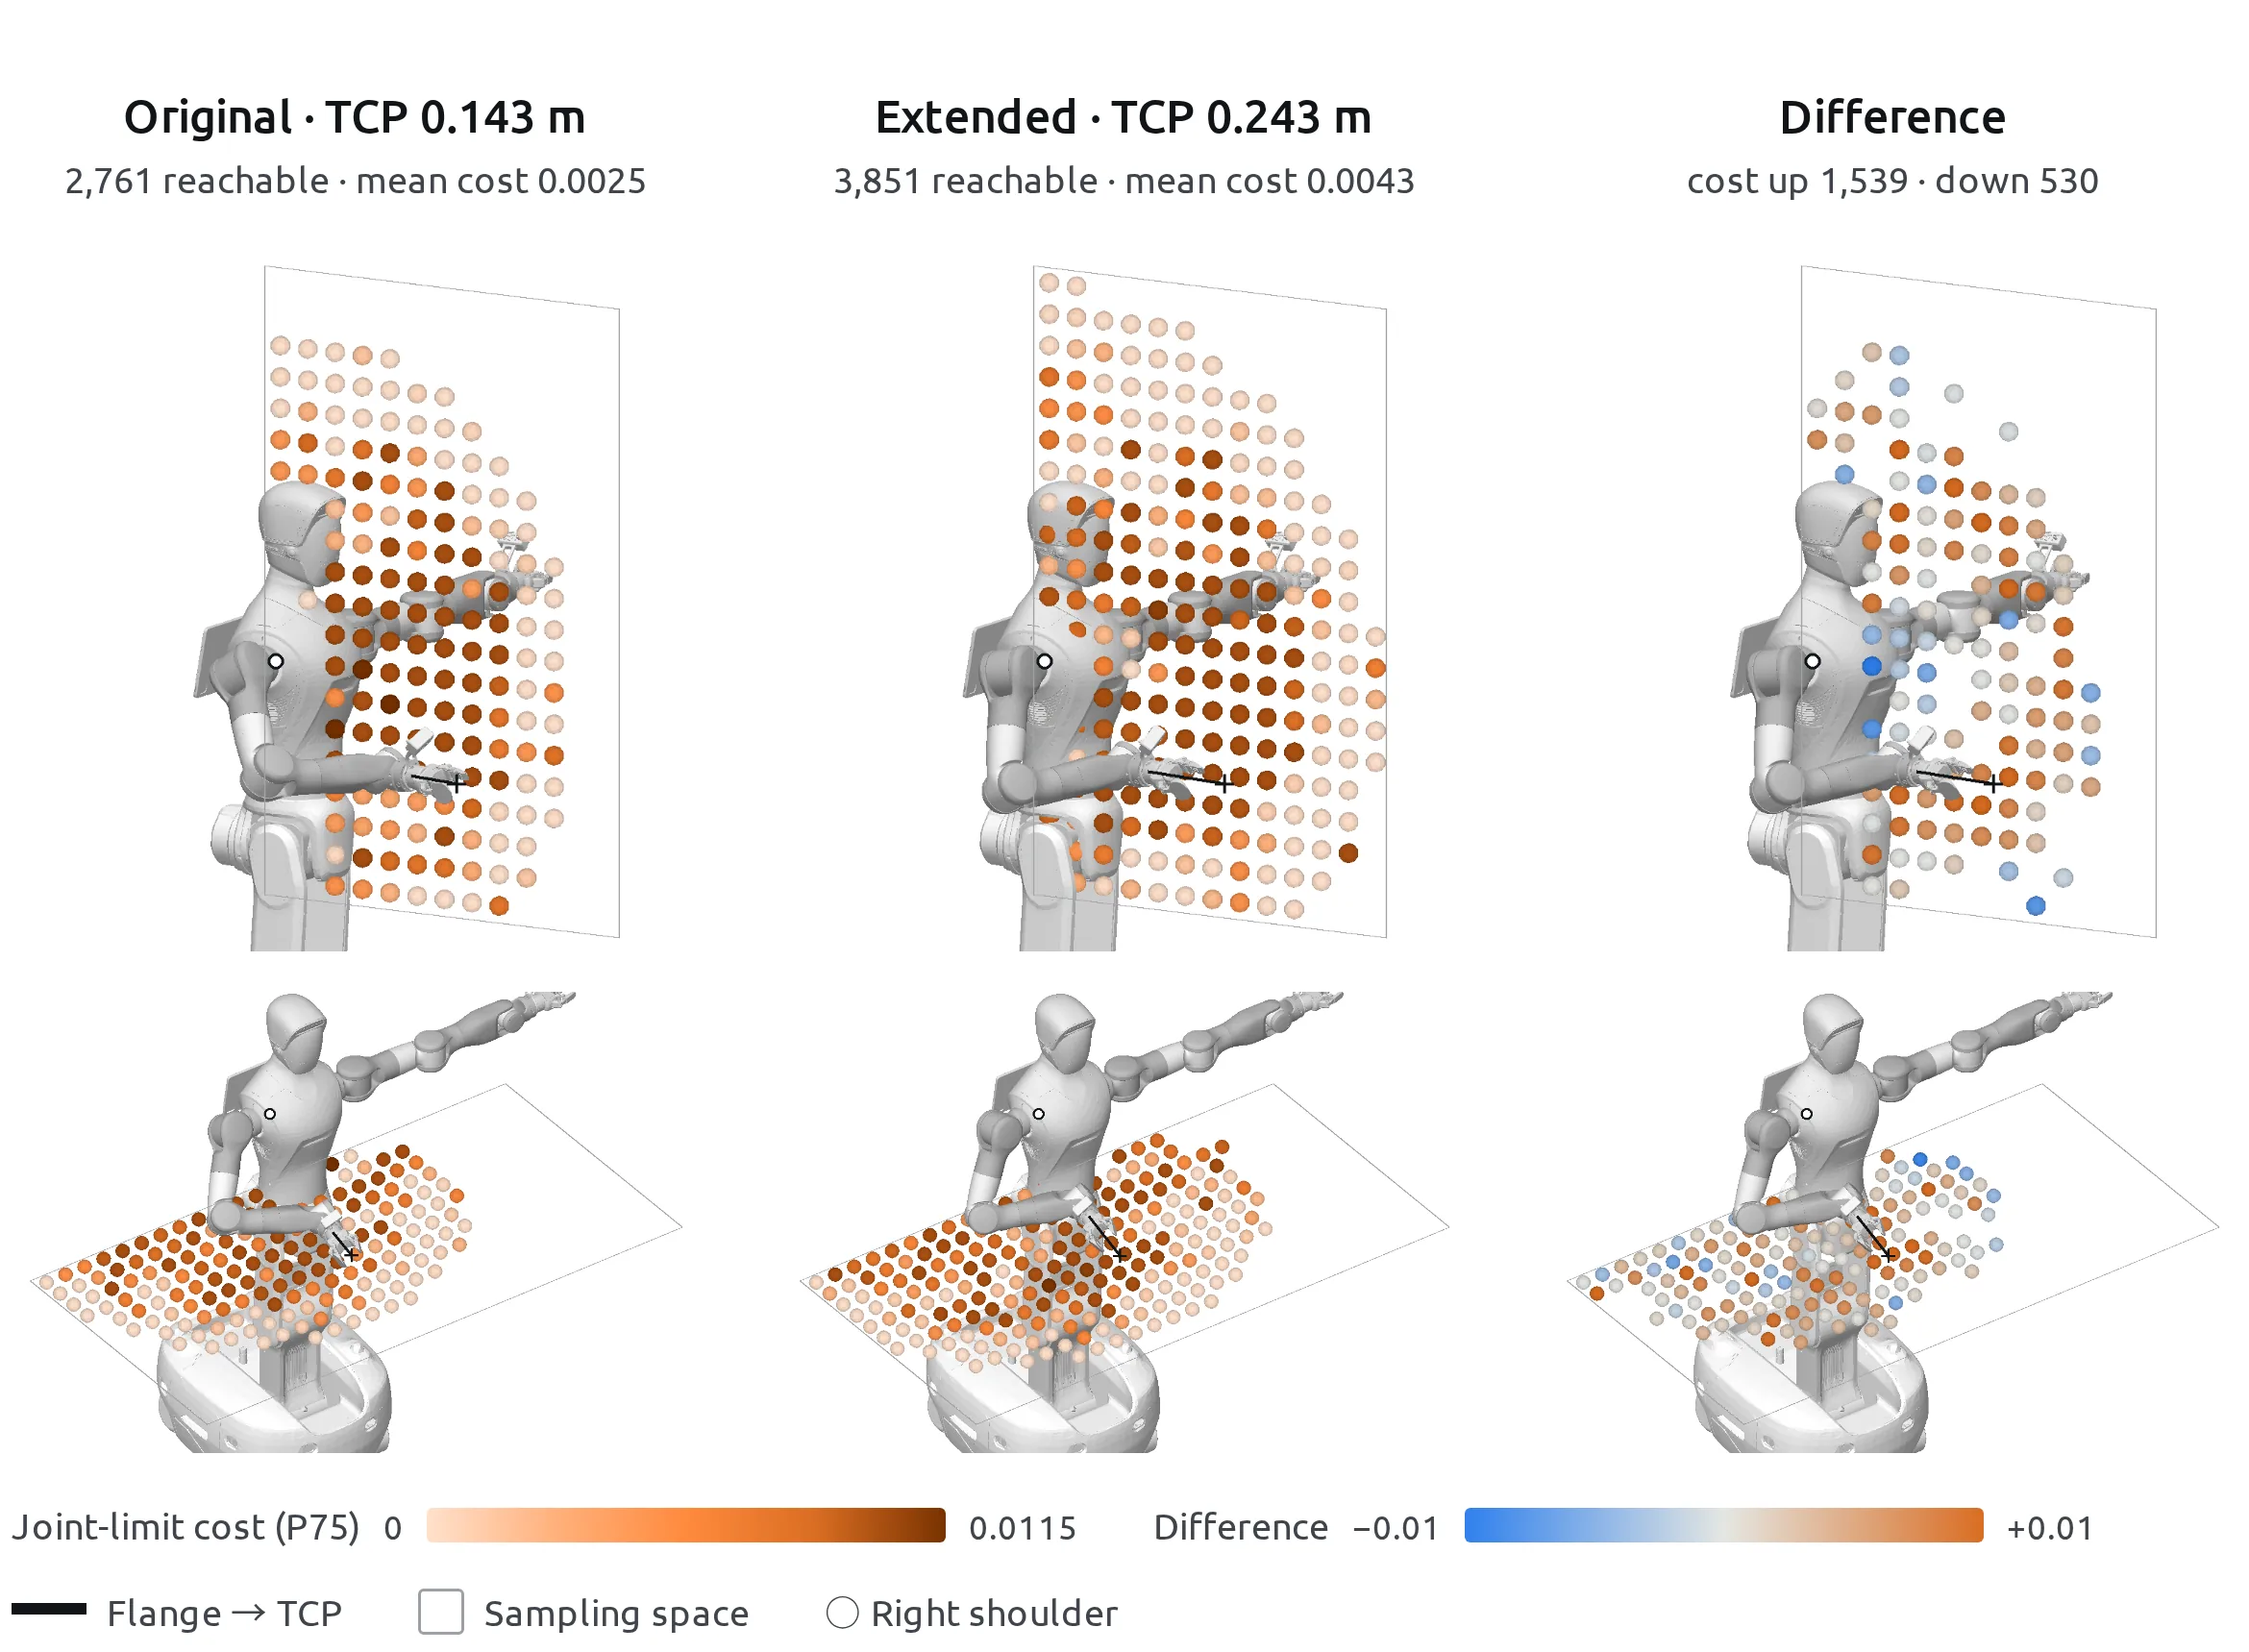 Original · TCP 0.143 m
2,761 reachable · mean cost 0.0025
Extended · TCP 0.243 m
3,851 reachable · mean cost 0.0043
Difference
cost up 1,539 · down 530
Joint-limit cost (P75) 0 0.0115
Difference −0.01 +0.01
Flange → TCP
Sampling space
Right shoulder